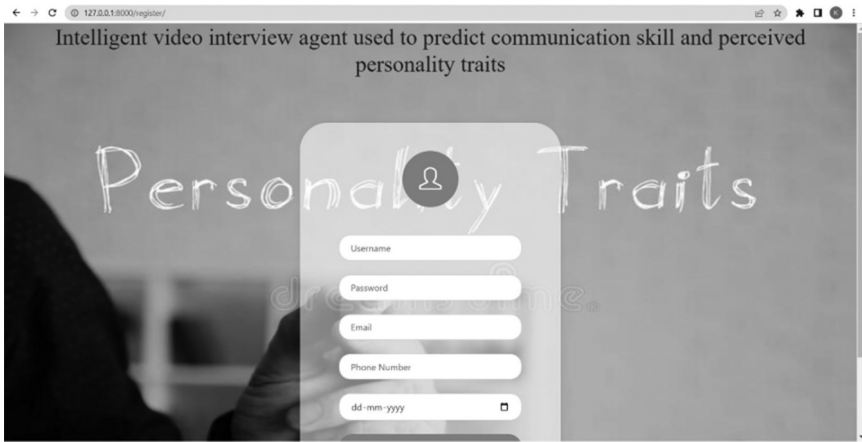 127.0.0.1:8000/register/
K
Intelligent video interview agent used to predict communication skill and perceived
personality traits
Personality Traits
Username
Password
dreamstime
Email
Phone Number
dd-mm-yyyy